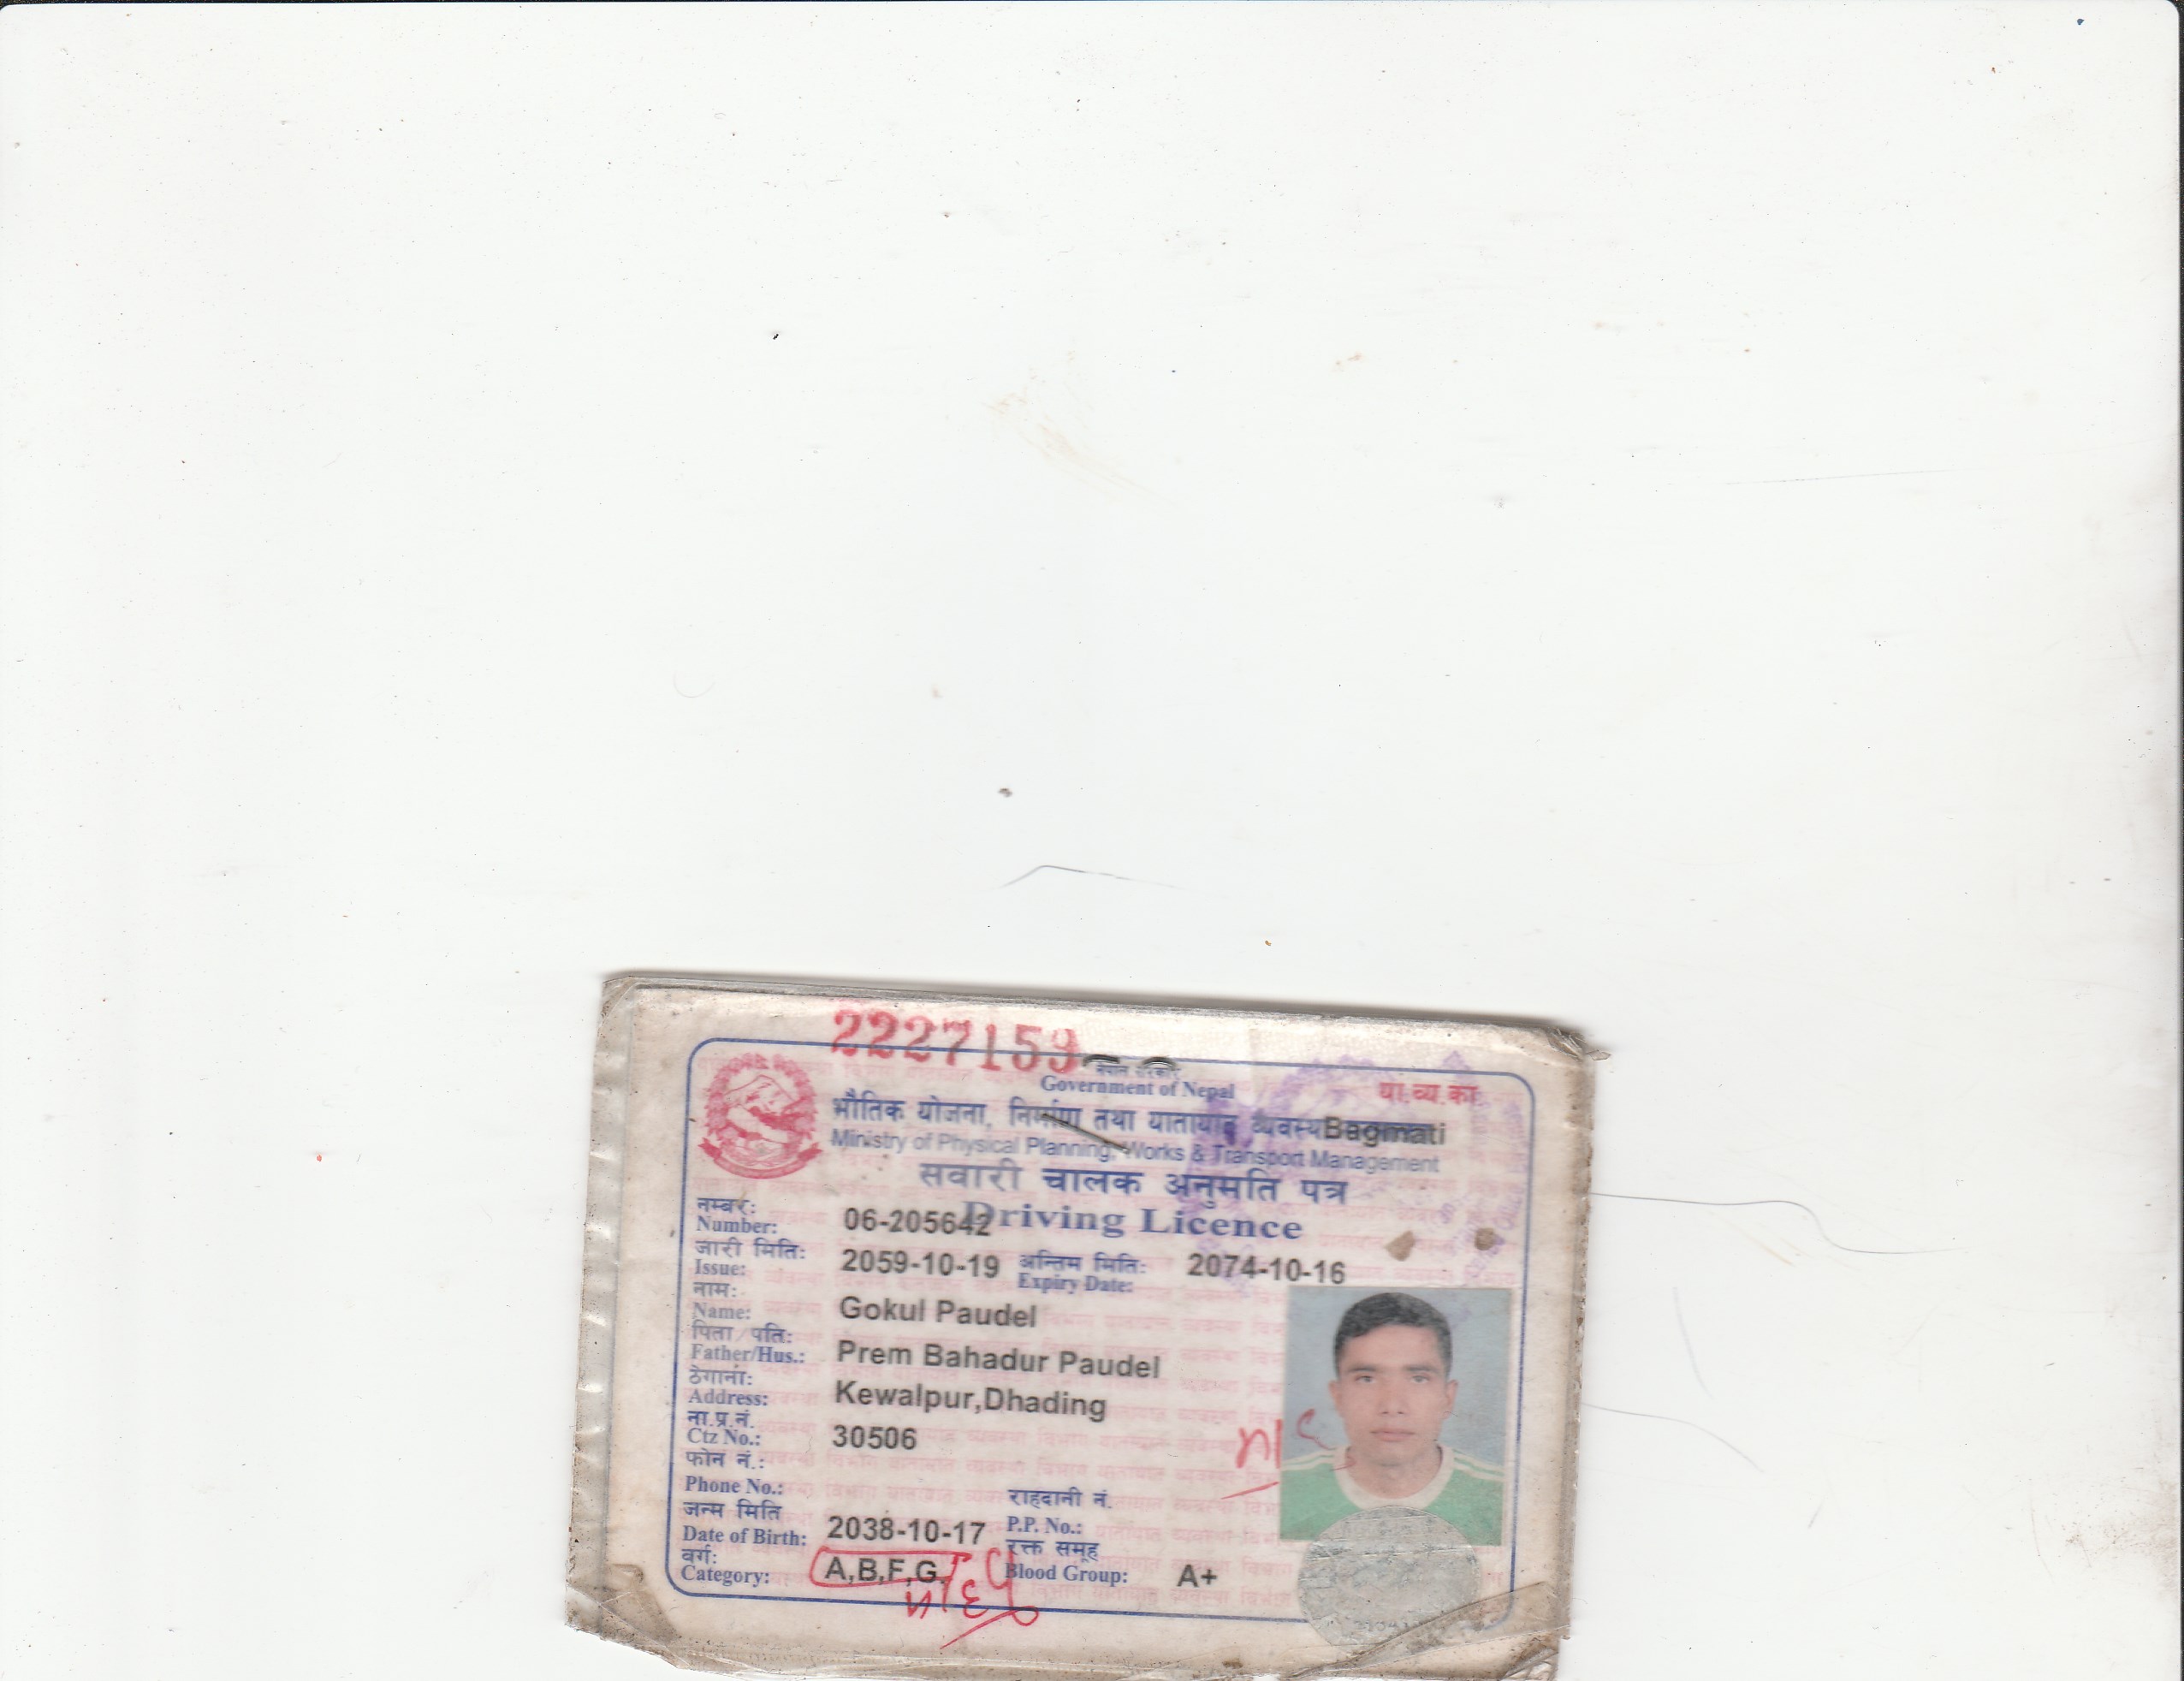 2227159
नेपाल सरकार
Government of Nepal
या.व्य.का.
भौतिक योजना, निर्माण तथा यातायात व्यवस्था Bagmati
Ministry of Physical Planning, Works & Transport Management
सवारी चालक अनुमति पत्र
Driving Licence
नम्बर:
Number: 06-205642
जारी मिति: अन्तिम मिति:
Issue: 2059-10-19 Expiry Date: 2074-10-16
नाम:
Name: Gokul Paudel
पिता/पति:
Father/Hus.: Prem Bahadur Paudel
ठेगाना:
Address: Kewalpur,Dhading
ना.प्र.नं.
Ctz No.: 30506
फोन नं.:
Phone No.:
राहदानी नं.
P.P. No.:
जन्म मिति
Date of Birth: 2038-10-17
रक्त समूह
Blood Group: A+
वर्ग:
Category: A,B,F,G,